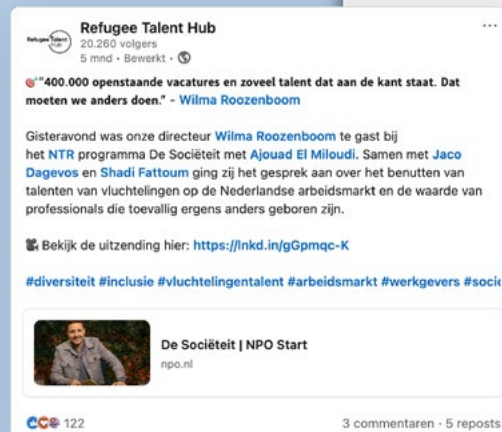 Refugee Talent Hub
Refugee Talent Hub
20.260 volgers
5 mnd • Bewerkt •
"400.000 openstaande vacatures en zoveel talent dat aan de kant staat. Dat
moeten we anders doen." - Wilma Roozenboom
Gisteravond was onze directeur Wilma Roozenboom te gast bij
het NTR programma De Sociëteit met Ajouad El Miloudi. Samen met Jaco
Dagevos en Shadi Fattoum ging zij het gesprek aan over het benutten van
talenten van vluchtelingen op de Nederlandse arbeidsmarkt en de waarde van
professionals die toevallig ergens anders geboren zijn.
Bekijk de uitzending hier: https://lnkd.in/gGpmqc-K
#diversiteit #inclusie #vluchtelingentalent #arbeidsmarkt #werkgevers #socie
De Sociëteit | NPO Start
npo.nl
122
3 commentaren · 5 reposts